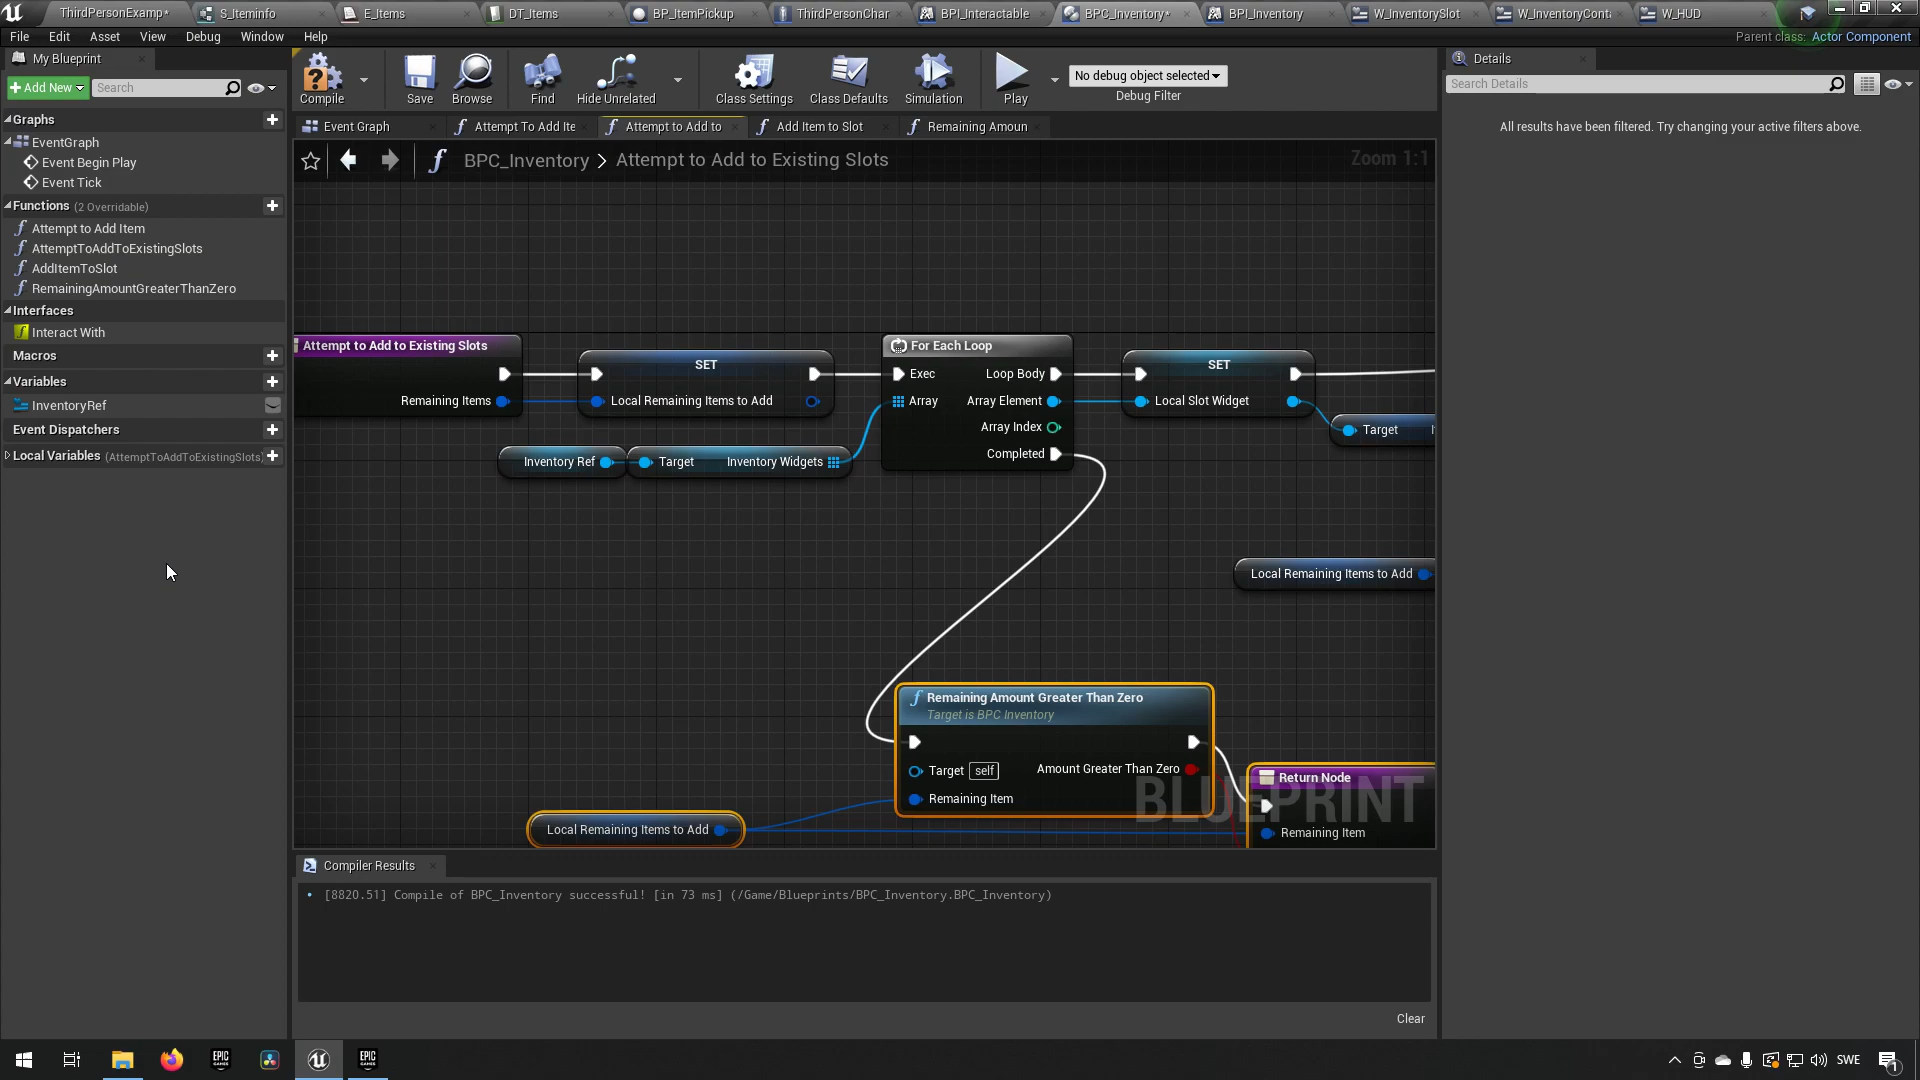 ThirdPersonExamp*
S_Iteminfo
E_Items
DT_Items
BP_ItemPickup
ThirdPersonChar
BPI_Interactable
BPC_Inventory*
BPI_Inventory
W_InventorySlot
W_InventoryCont
W_HUD
File Edit Asset View Debug Window Help
Parent class: Actor Component
My Blueprint
Details
+ Add New
Search
Compile
Save
Browse
Find
Hide Unrelated
Class Settings
Class Defaults
Simulation
Play
No debug object selected
Debug Filter
Search Details
All results have been filtered. Try changing your active filters above.
Graphs
EventGraph
Event Begin Play
Event Tick
Functions (2 Overridable)
Attempt to Add Item
AttemptToAddToExistingSlots
AddItemToSlot
RemainingAmountGreaterThanZero
Interfaces
Interact With
Macros
Variables
InventoryRef
Event Dispatchers
Local Variables (AttemptToAddToExistingSlots)
Event Graph
Attempt To Add Ite
Attempt to Add to
Add Item to Slot
Remaining Amoun
BPC_Inventory > Attempt to Add to Existing Slots
Zoom 1:1
Attempt to Add to Existing Slots
Remaining Items
SET
Local Remaining Items to Add
Inventory Ref
Target Inventory Widgets
For Each Loop
Exec Loop Body
Array Array Element
Array Index
Completed
SET
Local Slot Widget
Target
Local Remaining Items to Add
Remaining Amount Greater Than Zero
Target is BPC Inventory
Target self Amount Greater Than Zero
Remaining Item
Return Node
Remaining Item
BLUEPRINT
Local Remaining Items to Add
Compiler Results
• [8820.51] Compile of BPC_Inventory successful! [in 73 ms] (/Game/Blueprints/BPC_Inventory.BPC_Inventory)
Clear
EPIC GAMES
EPIC GAMES
SWE
1